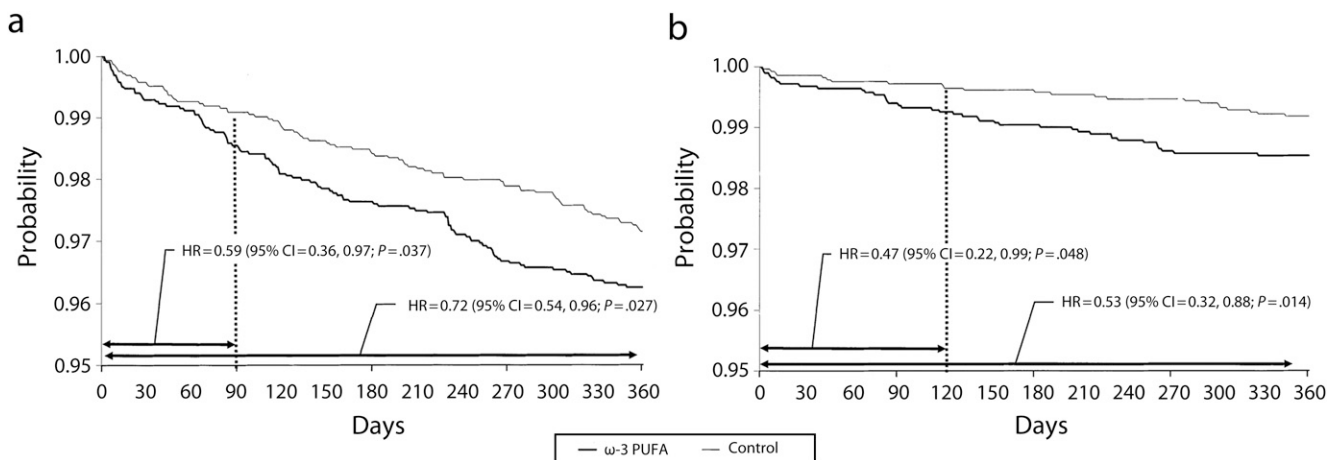 a
1.00
0.99
0.98
0.97
0.96
0.95
Probability
HR=0.59 (95% CI=0.36, 0.97; P=.037)
HR=0.72 (95% CI=0.54, 0.96; P=.027)
0 30 60 90 120 150 180 210 240 270 300 330 360
Days
b
1.00
0.99
0.98
0.97
0.96
0.95
Probability
HR=0.47 (95% CI=0.22, 0.99; P=.048)
HR=0.53 (95% CI=0.32, 0.88; P=.014)
0 30 60 90 120 150 180 210 240 270 300 330 360
Days
ω-3 PUFA Control